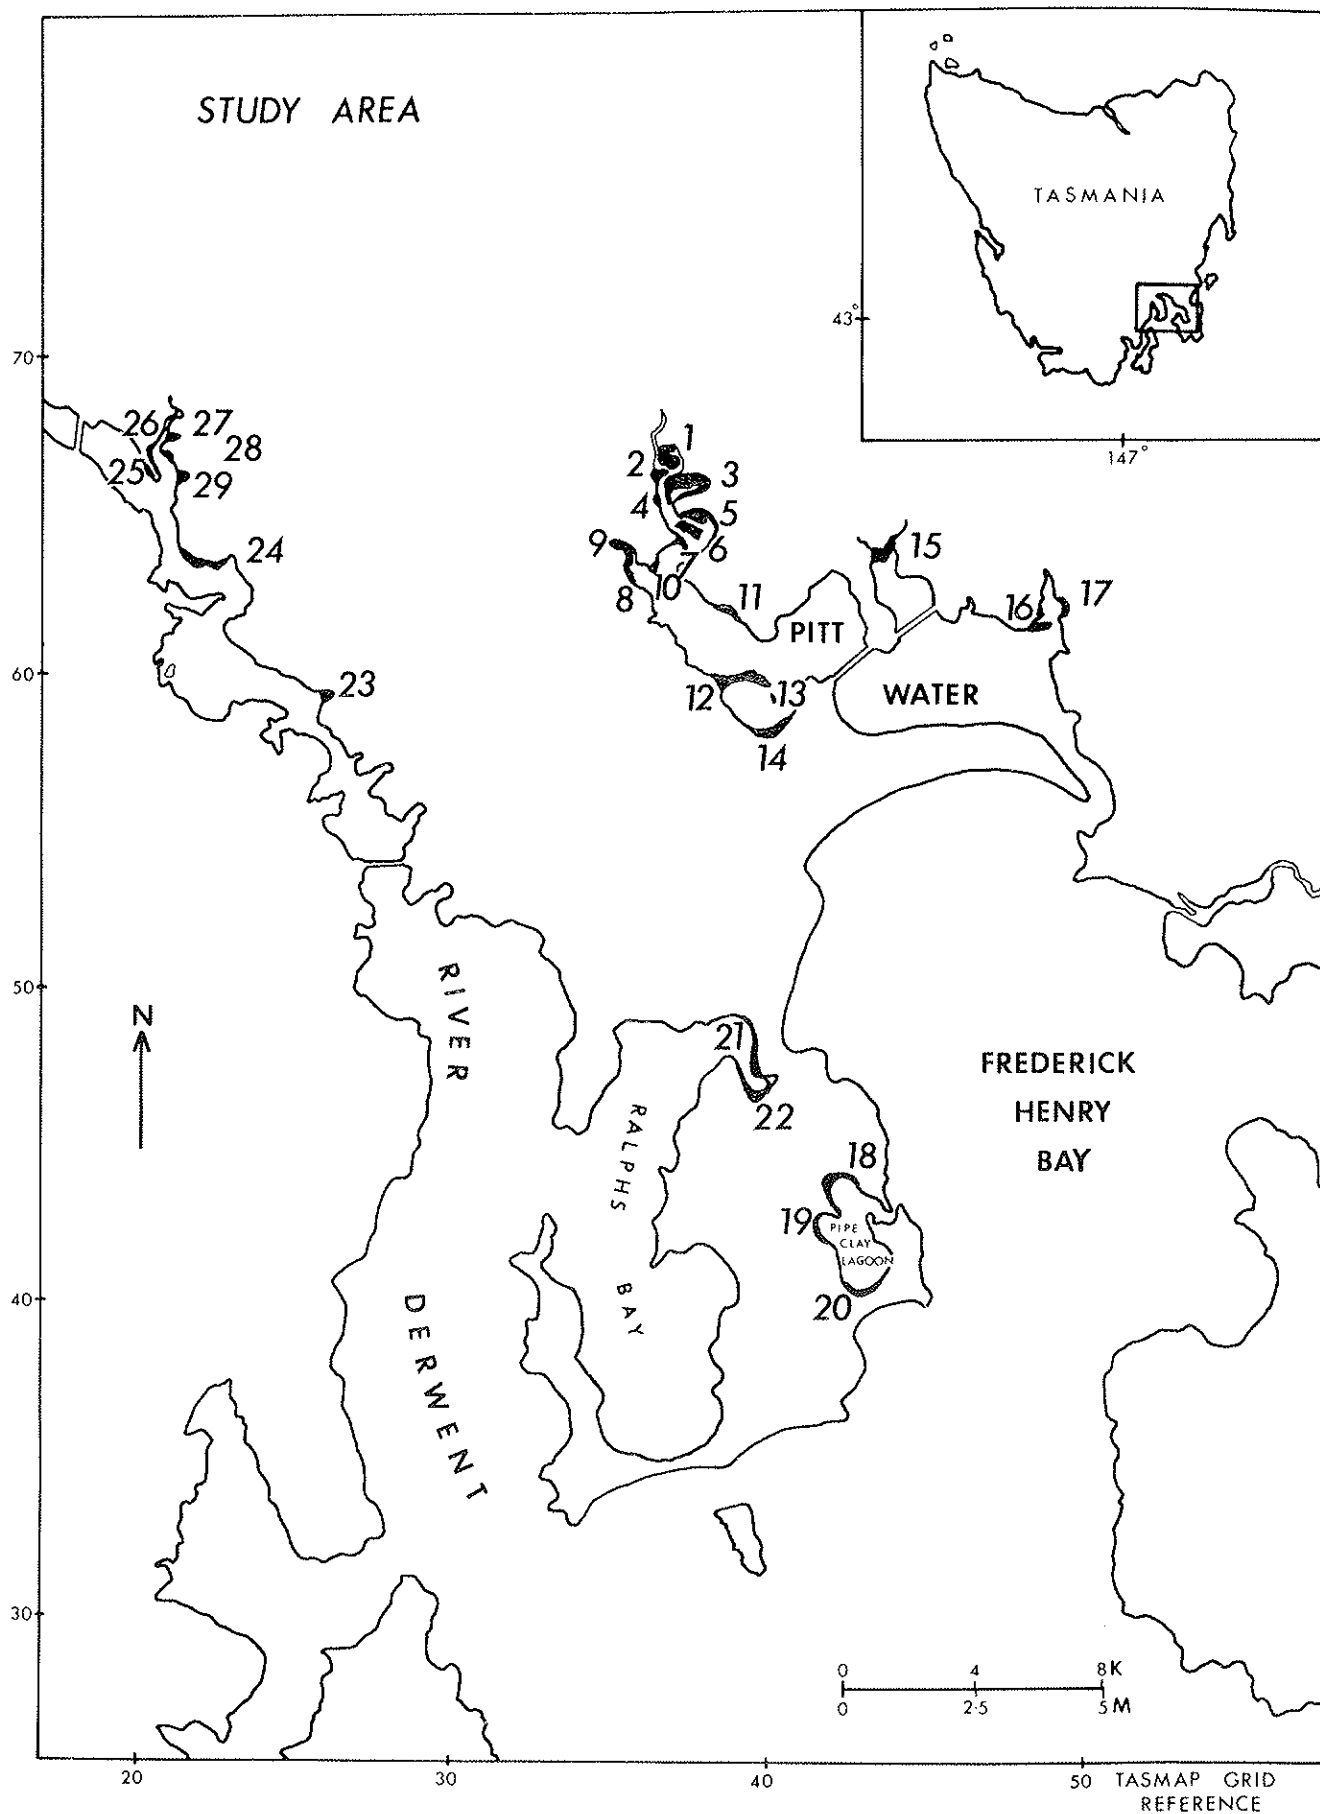 STUDY AREA
TASMANIA
43°
147°
70
26
27
28
25
29
24
23
1
2
3
4
5
6
7
9
8
10
11
15
16
17
PITT
WATER
12
13
14
60
50
N
RIVER
DERWENT
21
22
RALPHS
BAY
18
19
PIPE
CLAY
LAGOON
20
FREDERICK
HENRY
BAY
40
30
0 4 8K
0 2·5 5M
20 30 40 50
TASMAP GRID
REFERENCE